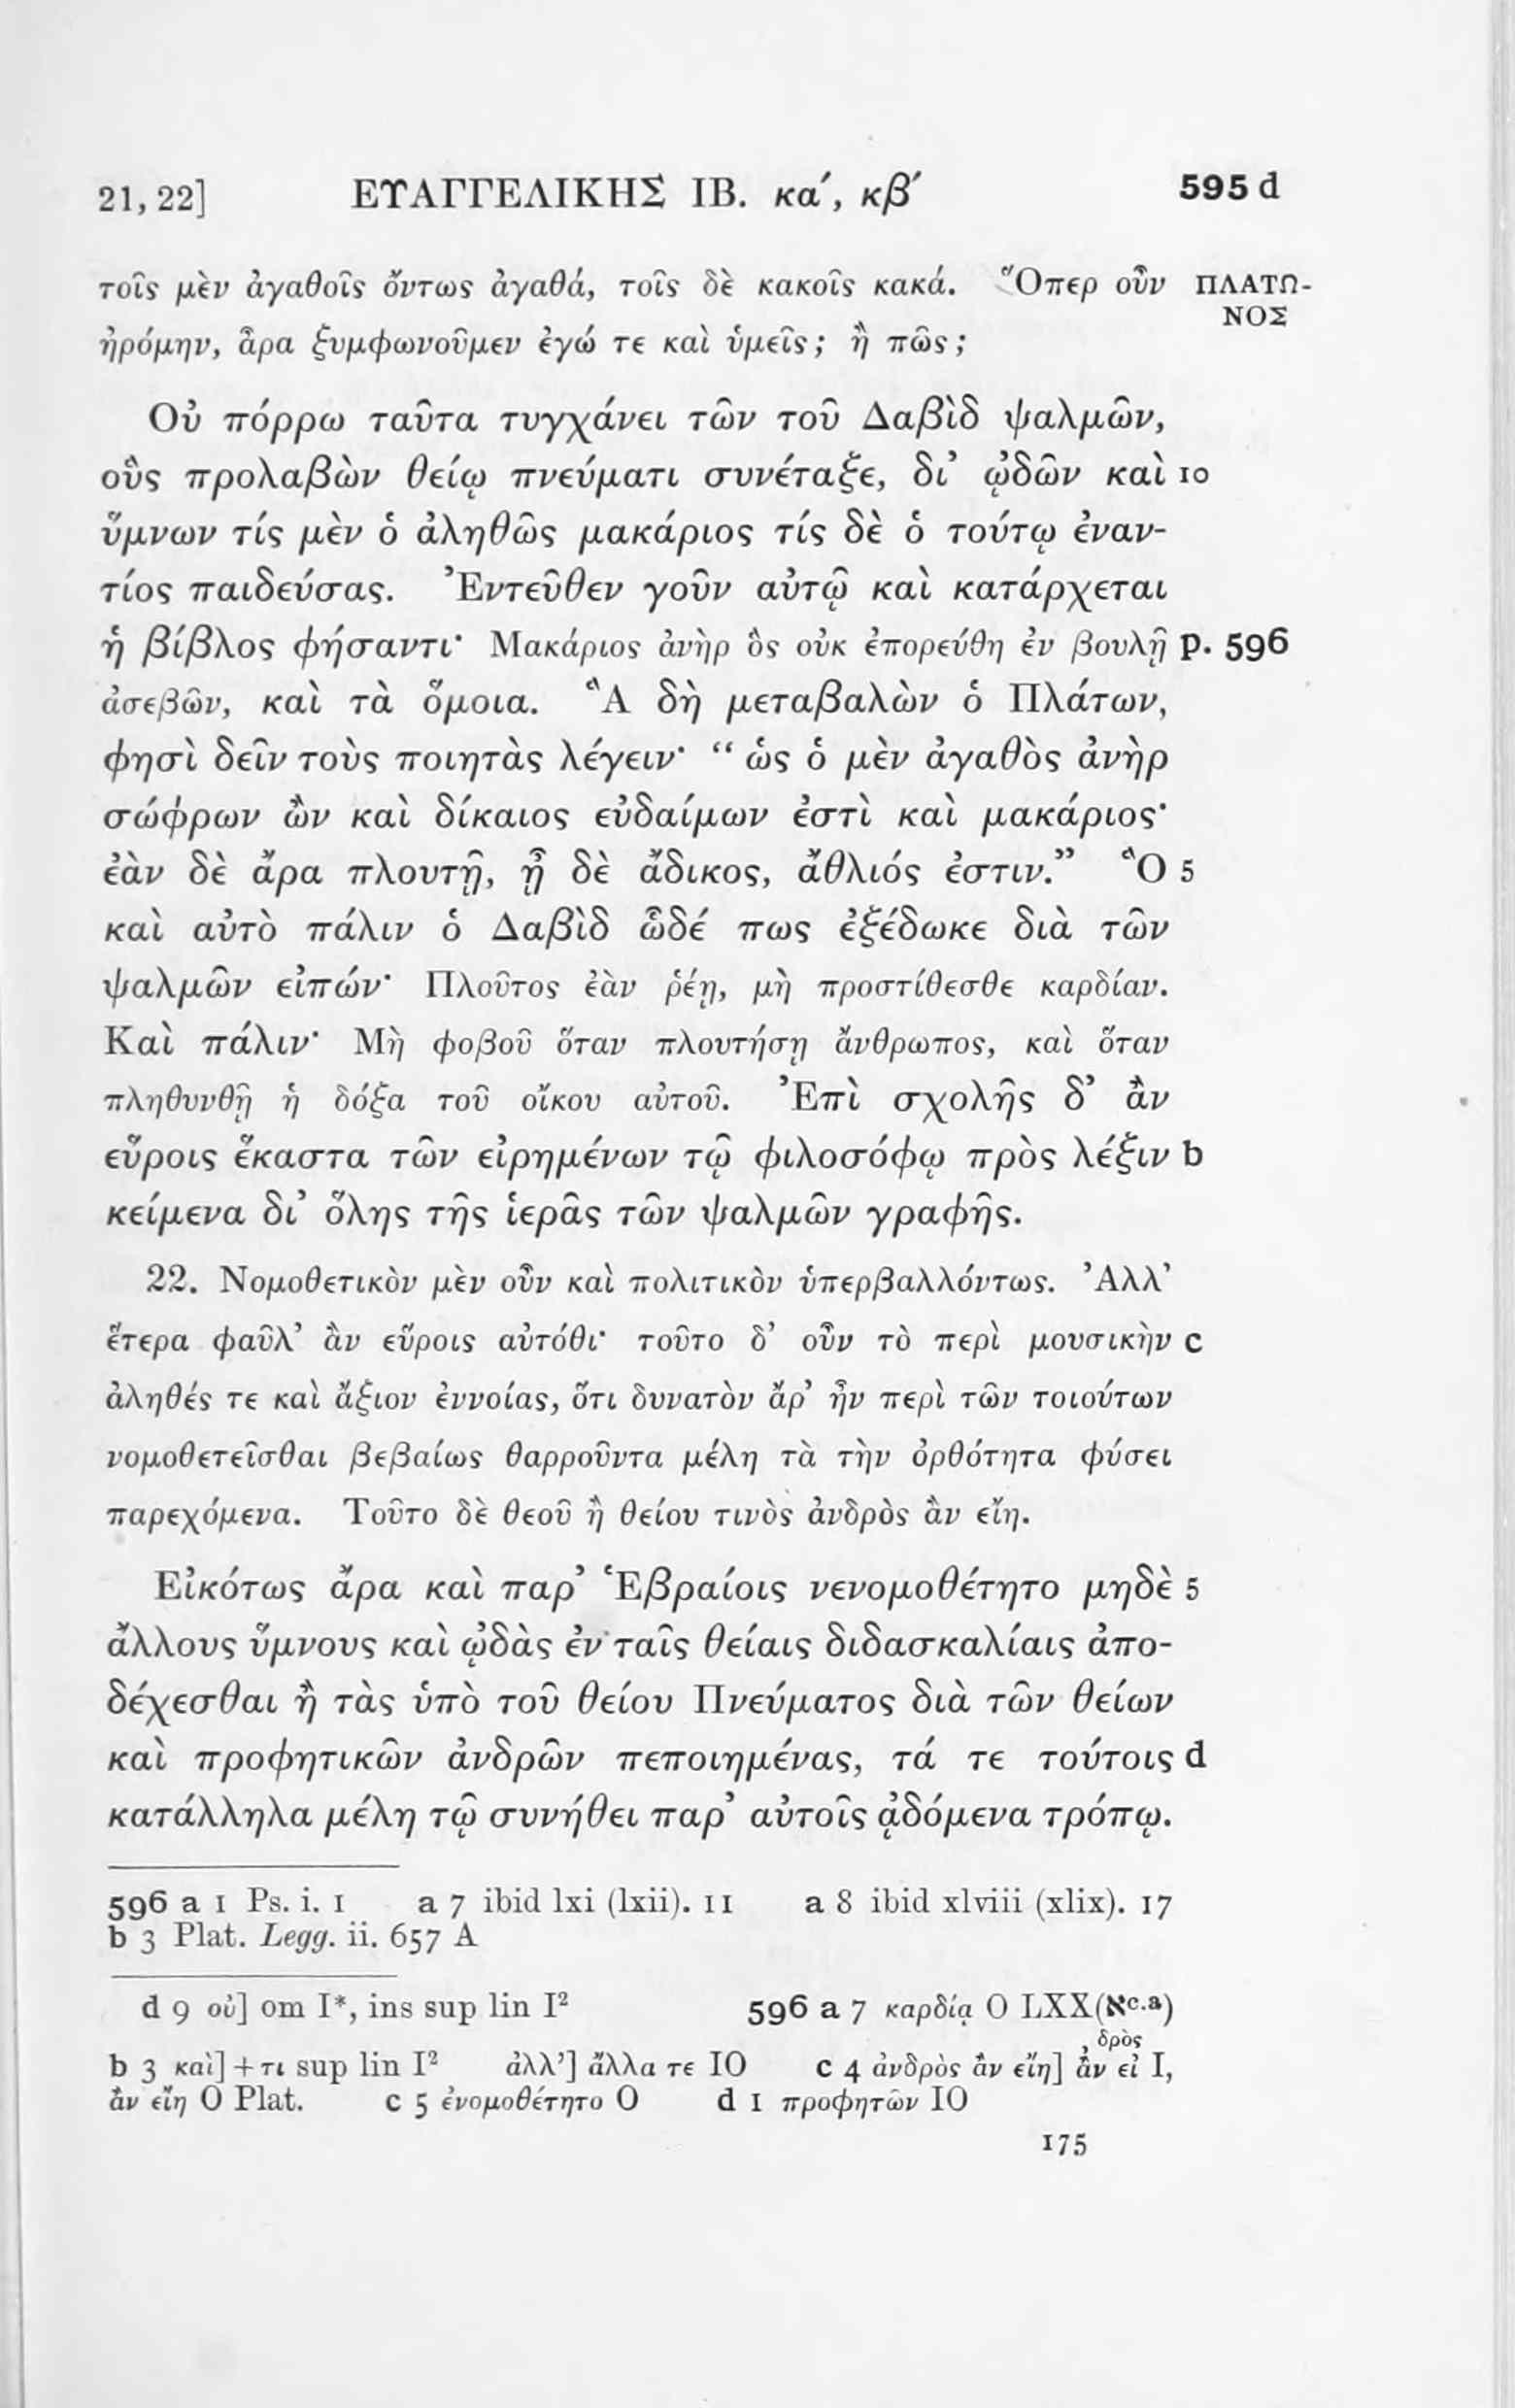 21, 22] ΕΥΑΓΓΕΛΙΚΗΣ ΙΒ. κα´, κβ´ 595 d
τοῖς μὲν ἀγαθοῖς ὄντως ἀγαθά, τοῖς δὲ κακοῖς κακά. Ὅπερ οὖν ΠΛΑΤΩ-
ΝΟΣ
ἠρόμην, ἆρα ξυμφωνοῦμεν ἐγώ τε καὶ ὑμεῖς; ἢ πῶς;
Οὐ πόρρω ταῦτα τυγχάνει τῶν τοῦ Δαβὶδ ψαλμῶν,
οὓς προλαβὼν θείῳ πνεύματι συνέταξε, δι’ ᾠδῶν καὶ 10
ὕμνων τίς μὲν ὁ ἀληθῶς μακάριος τίς δὲ ὁ τούτῳ ἐναν-
τίος παιδεύσας. Ἐντεῦθεν γοῦν αὐτῷ καὶ κατάρχεται
ἡ βίβλος φήσαντι· Μακάριος ἀνὴρ ὃς οὐκ ἐπορεύθη ἐν βουλῇ p. 596
ἀσεβῶν, καὶ τὰ ὅμοια. Ἃ δὴ μεταβαλὼν ὁ Πλάτων,
φησὶ δεῖν τοὺς ποιητὰς λέγειν· “ ὡς ὁ μὲν ἀγαθὸς ἀνὴρ
σώφρων ὢν καὶ δίκαιος εὐδαίμων ἐστὶ καὶ μακάριος·
ἐὰν δὲ ἄρα πλουτῇ, ᾖ δὲ ἄδικος, ἄθλιός ἐστιν.” Ὃ 5
καὶ αὐτὸ πάλιν ὁ Δαβὶδ ὧδέ πως ἐξέδωκε διὰ τῶν
ψαλμῶν εἰπών· Πλοῦτος ἐὰν ῥέῃ, μὴ προστίθεσθε καρδίαν.
Καὶ πάλιν· Μὴ φοβοῦ ὅταν πλουτήσῃ ἄνθρωπος, καὶ ὅταν
πληθυνθῇ ἡ δόξα τοῦ οἴκου αὐτοῦ. Ἐπὶ σχολῆς δ’ ἂν
εὕροις ἕκαστα τῶν εἰρημένων τῷ φιλοσόφῳ πρὸς λέξιν b
κείμενα δι’ ὅλης τῆς ἱερᾶς τῶν ψαλμῶν γραφῆς.
22. Νομοθετικὸν μὲν οὖν καὶ πολιτικὸν ὑπερβαλλόντως. Ἀλλ’
ἕτερα φαῦλ’ ἂν εὕροις αὐτόθι· τοῦτο δ’ οὖν τὸ περὶ μουσικὴν c
ἀληθές τε καὶ ἄξιον ἐννοίας, ὅτι δυνατὸν ἄρ’ ἦν περὶ τῶν τοιούτων
νομοθετεῖσθαι βεβαίως θαρροῦντα μέλη τὰ τὴν ὀρθότητα φύσει
παρεχόμενα. Τοῦτο δὲ θεοῦ ἢ θείου τινὸς ἀνδρὸς ἂν εἴη.
Εἰκότως ἄρα καὶ παρ’ Ἑβραίοις νενομοθέτητο μηδὲ 5
ἄλλους ὕμνους καὶ ᾠδὰς ἐν ταῖς θείαις διδασκαλίαις ἀπο-
δέχεσθαι ἢ τὰς ὑπὸ τοῦ θείου Πνεύματος διὰ τῶν θείων
καὶ προφητικῶν ἀνδρῶν πεποιημένας, τά τε τούτοις d
κατάλληλα μέλη τῷ συνήθει παρ’ αὐτοῖς ᾀδόμενα τρόπῳ.
596 a 1 Ps. i. 1 a 7 ibid lxi (lxii). 11 a 8 ibid xlviii (xlix). 17
b 3 Plat. Legg. ii. 657 A
d 9 οὐ] om I*, ins sup lin I² 596 a 7 καρδίᾳ O LXX(אc.a)
δρὸς
b 3 καὶ] + τι sup lin I² ἀλλ’] ἄλλα τε IO c 4 ἀνδρὸς ἂν εἴη] ἂν εἰ I,
ἂν εἴη O Plat. c 5 ἐνομοθέτητο O d 1 προφητῶν IO
175